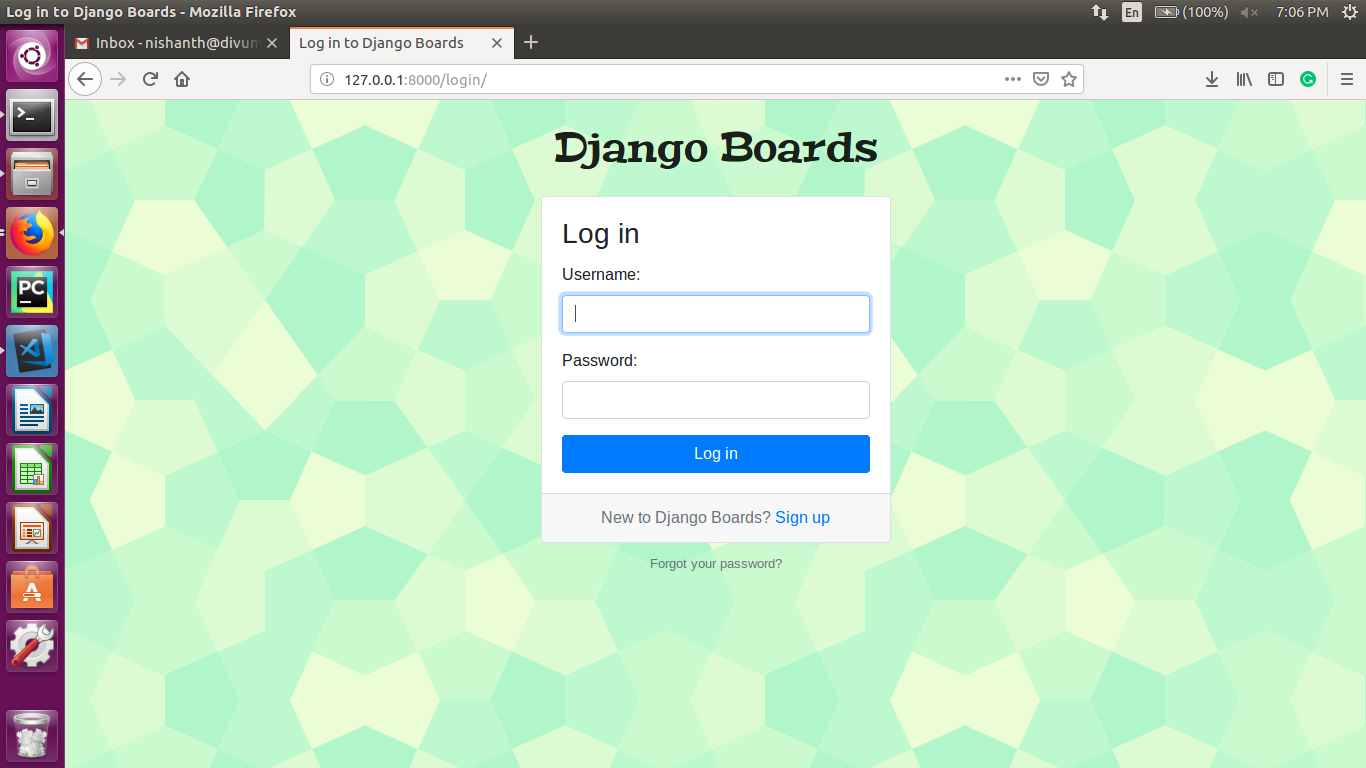 Log in to Django Boards - Mozilla Firefox
En (100%) 7:06 PM
Inbox - nishanth@divum
Log in to Django Boards
127.0.0.1:8000/login/
Django Boards
Log in
Username:
Password:
Log in
New to Django Boards? Sign up
Forgot your password?
PC